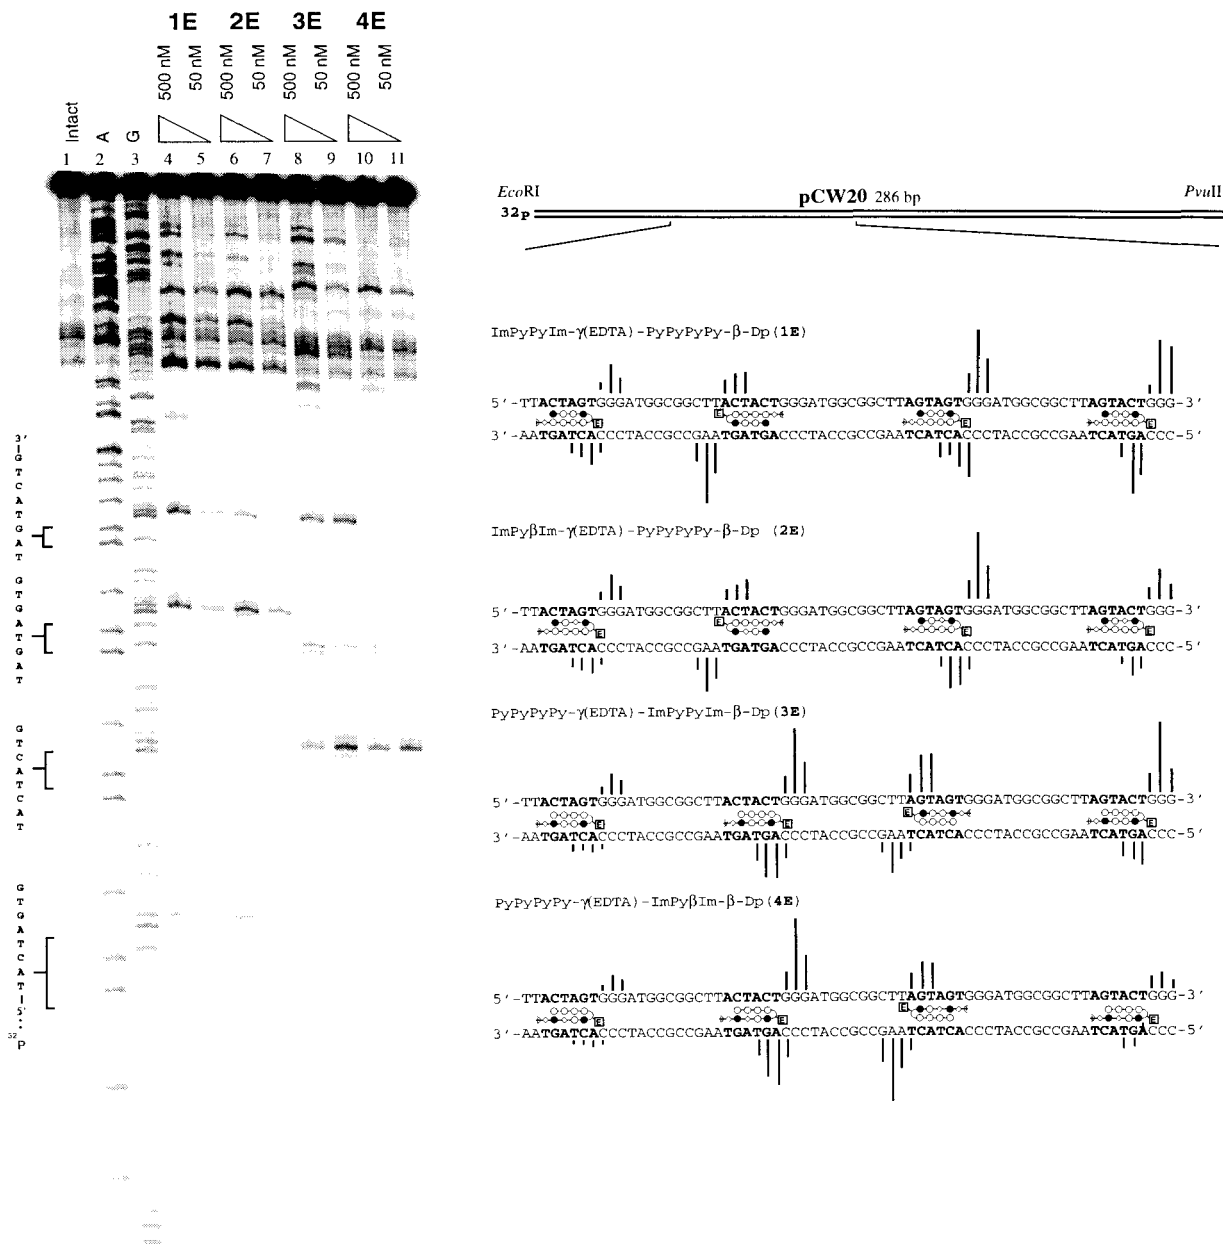 1E 2E 3E 4E
500 nM 50 nM 500 nM 50 nM 500 nM 50 nM 500 nM 50 nM
Intact A G
1 2 3 4 5 6 7 8 9 10 11
3'
G
T
C
A
T
G
A
T
G
T
G
A
T
G
A
T
G
T
C
A
T
C
A
T
G
T
G
A
T
C
A
T
5'
32P
EcoRI pCW20 286 bp PvuII
32P
ImPyPyIm-γ(EDTA)-PyPyPyPy-β-Dp(1E)
5'-TTACTAGTGGGATGGCGGCTTACTACTGGGATGGCGGCTTAGTAGTGGGATGGCGGCTTAGTACTGGG-3'
E E E E
3'-AATGATCACCCTACCGCCGAATGATGACCCTACCGCCGAATCATCACCCTACCGCCGAATCATGACCC-5'
ImPyβIm-γ(EDTA)-PyPyPyPy-β-Dp (2E)
5'-TTACTAGTGGGATGGCGGCTTACTACTGGGATGGCGGCTTAGTAGTGGGATGGCGGCTTAGTACTGGG-3'
E E E E
3'-AATGATCACCCTACCGCCGAATGATGACCCTACCGCCGAATCATCACCCTACCGCCGAATCATGACCC-5'
PyPyPyPy-γ(EDTA)-ImPyPyIm-β-Dp(3E)
5'-TTACTAGTGGGATGGCGGCTTACTACTGGGATGGCGGCTTAGTAGTGGGATGGCGGCTTAGTACTGGG-3'
E E E E
3'-AATGATCACCCTACCGCCGAATGATGACCCTACCGCCGAATCATCACCCTACCGCCGAATCATGACCC-5'
PyPyPyPy-γ(EDTA)-ImPyβIm-β-Dp(4E)
5'-TTACTAGTGGGATGGCGGCTTACTACTGGGATGGCGGCTTAGTAGTGGGATGGCGGCTTAGTACTGGG-3'
E E E E
3'-AATGATCACCCTACCGCCGAATGATGACCCTACCGCCGAATCATCACCCTACCGCCGAATCATGACCC-5'